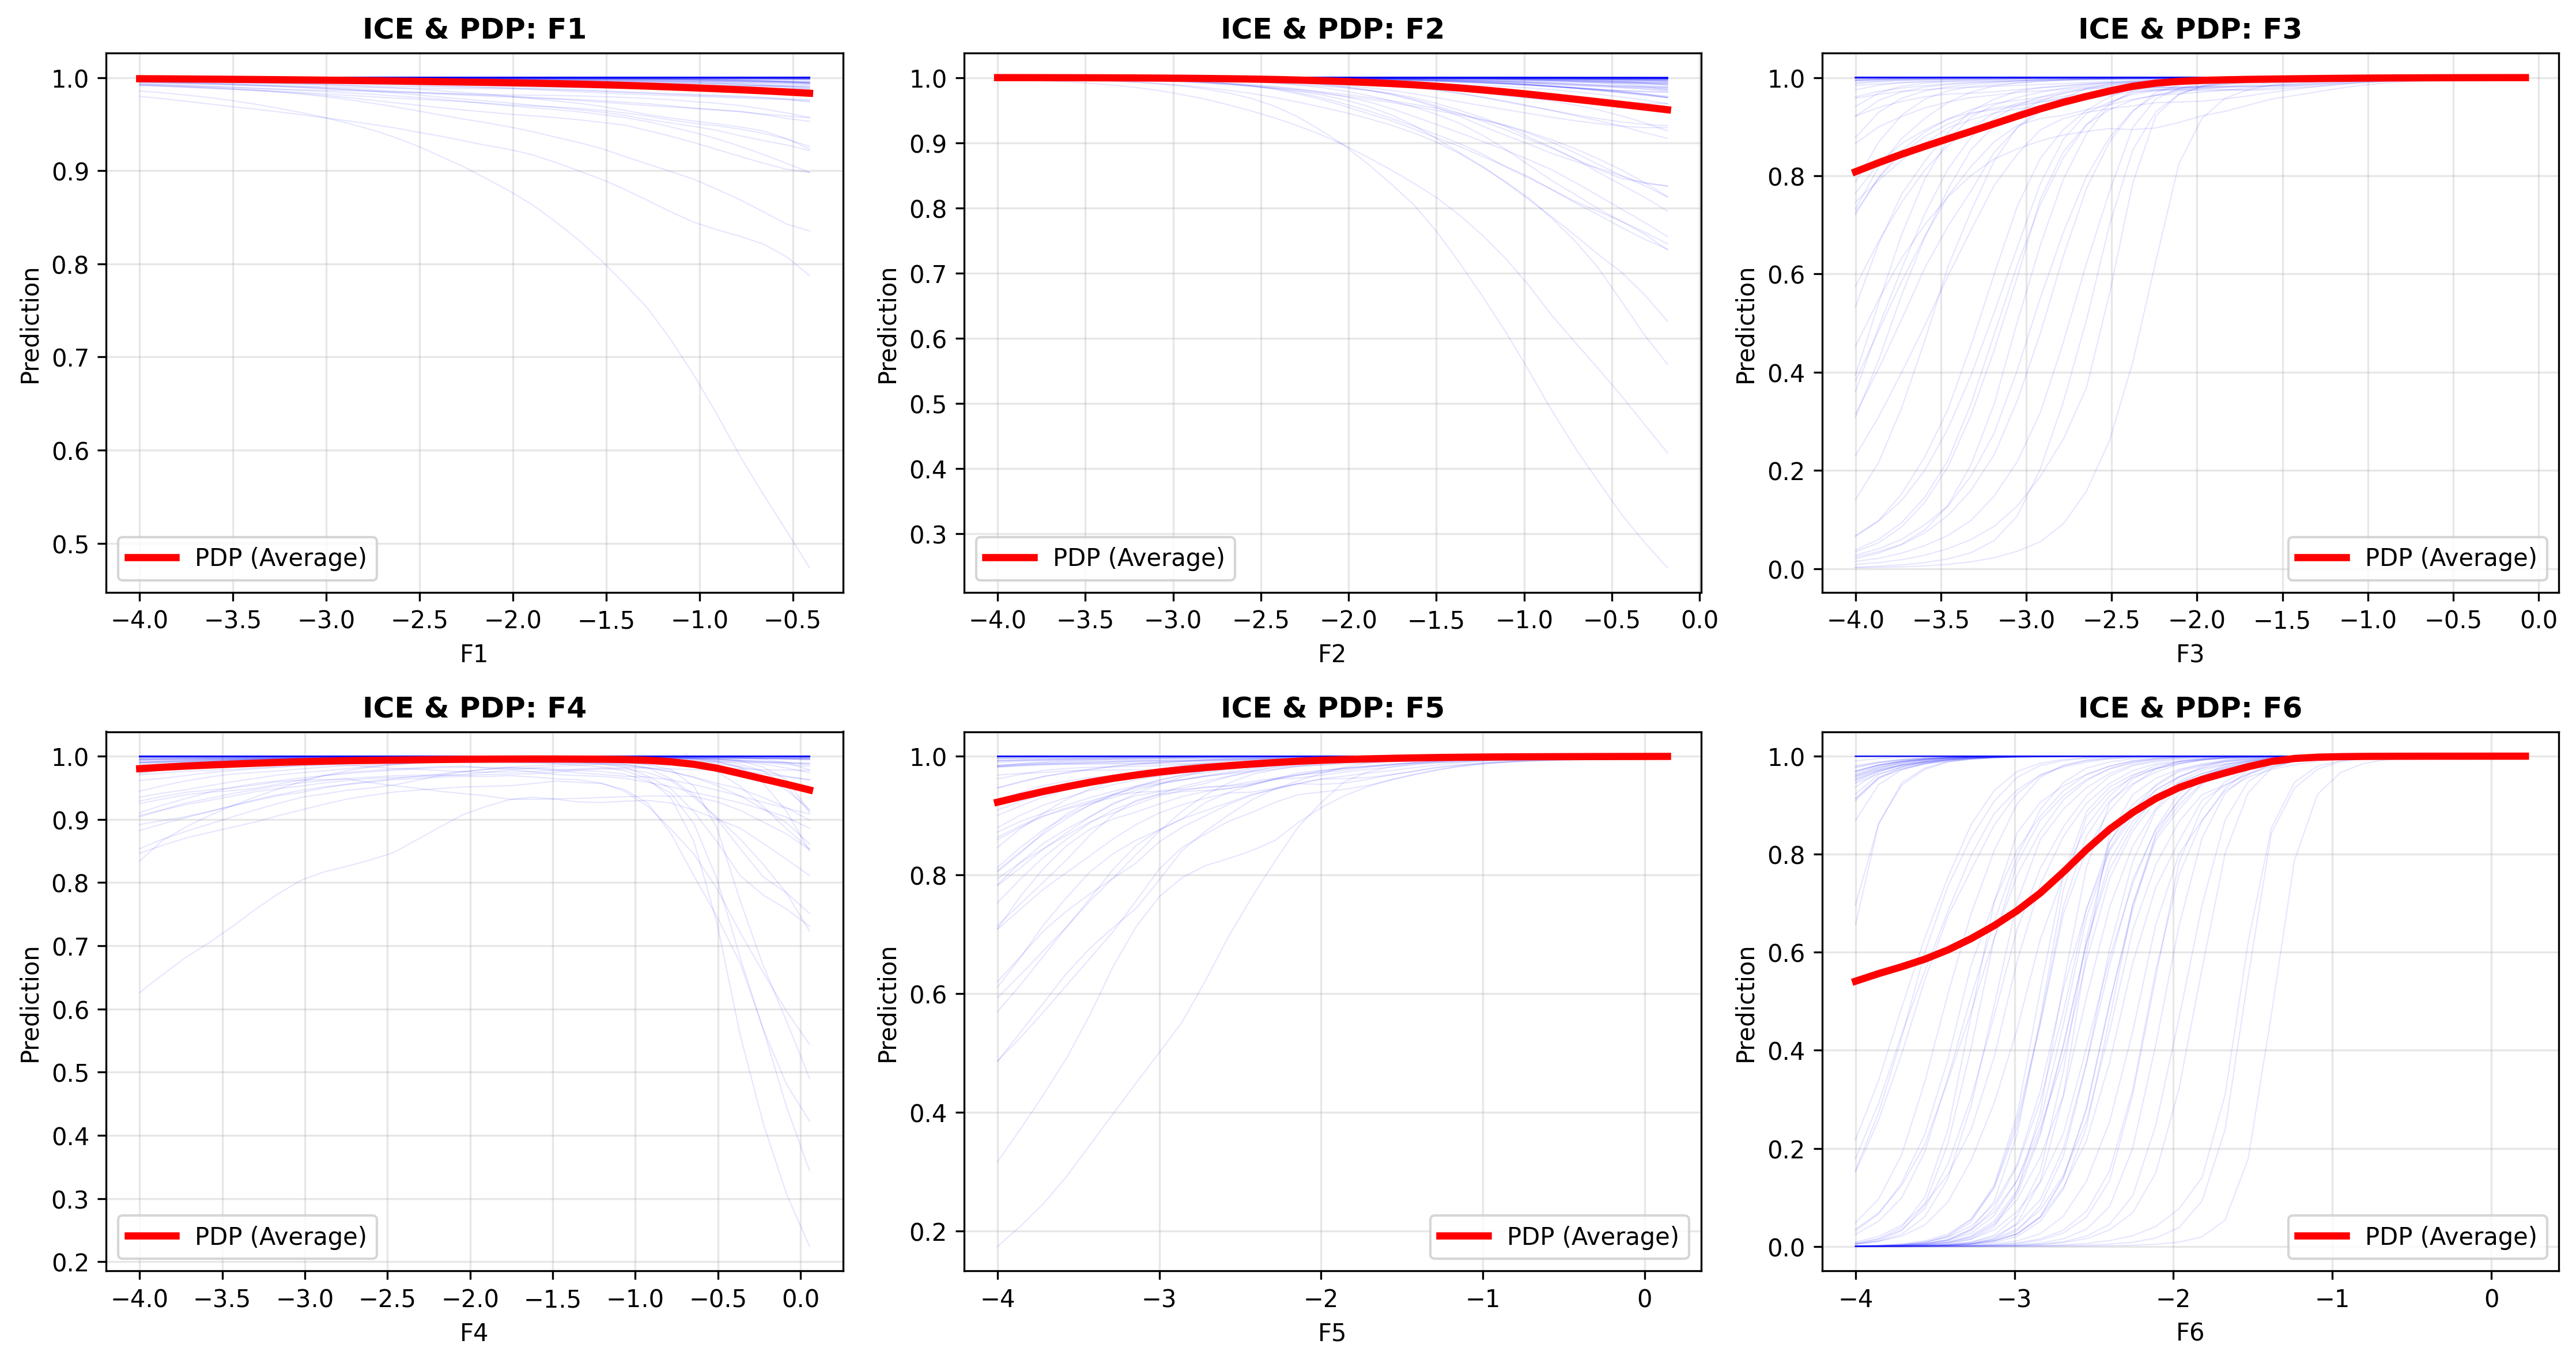 ICE & PDP: F1
Prediction
1.0
0.9
0.8
0.7
0.6
0.5
PDP (Average)
−4.0 −3.5 −3.0 −2.5 −2.0 −1.5 −1.0 −0.5
F1
ICE & PDP: F2
Prediction
1.0
0.9
0.8
0.7
0.6
0.5
0.4
0.3
PDP (Average)
−4.0 −3.5 −3.0 −2.5 −2.0 −1.5 −1.0 −0.5 0.0
F2
ICE & PDP: F3
Prediction
1.0
0.8
0.6
0.4
0.2
0.0
PDP (Average)
−4.0 −3.5 −3.0 −2.5 −2.0 −1.5 −1.0 −0.5 0.0
F3
ICE & PDP: F4
Prediction
1.0
0.9
0.8
0.7
0.6
0.5
0.4
0.3
0.2
PDP (Average)
−4.0 −3.5 −3.0 −2.5 −2.0 −1.5 −1.0 −0.5 0.0
F4
ICE & PDP: F5
Prediction
1.0
0.8
0.6
0.4
0.2
PDP (Average)
−4 −3 −2 −1 0
F5
ICE & PDP: F6
Prediction
1.0
0.8
0.6
0.4
0.2
0.0
PDP (Average)
−4 −3 −2 −1 0
F6